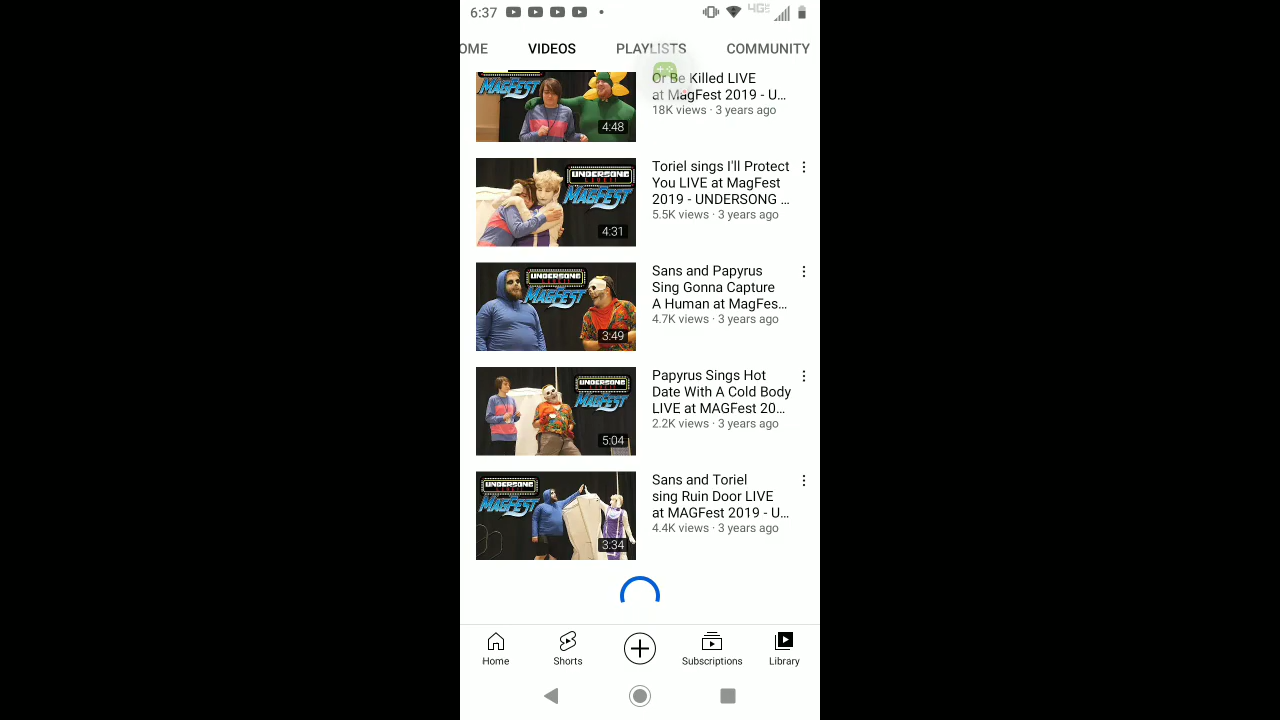 6:37
4G
OME VIDEOS PLAYLISTS COMMUNITY
MAGFEST
4:48
Or Be Killed LIVE
at MagFest 2019 - U...
18K views · 3 years ago
UNDERSONG
MAGFEST
4:31
Toriel sings I'll Protect
You LIVE at MagFest
2019 - UNDERSONG ...
5.5K views · 3 years ago
UNDERSONG
MAGFEST
3:49
Sans and Papyrus
Sing Gonna Capture
A Human at MagFes...
4.7K views · 3 years ago
UNDERSONG
MAGFEST
5:04
Papyrus Sings Hot
Date With A Cold Body
LIVE at MAGFest 20...
2.2K views · 3 years ago
UNDERSONG
MAGFEST
3:34
Sans and Toriel
sing Ruin Door LIVE
at MAGFest 2019 - U...
4.4K views · 3 years ago
Home Shorts Subscriptions Library